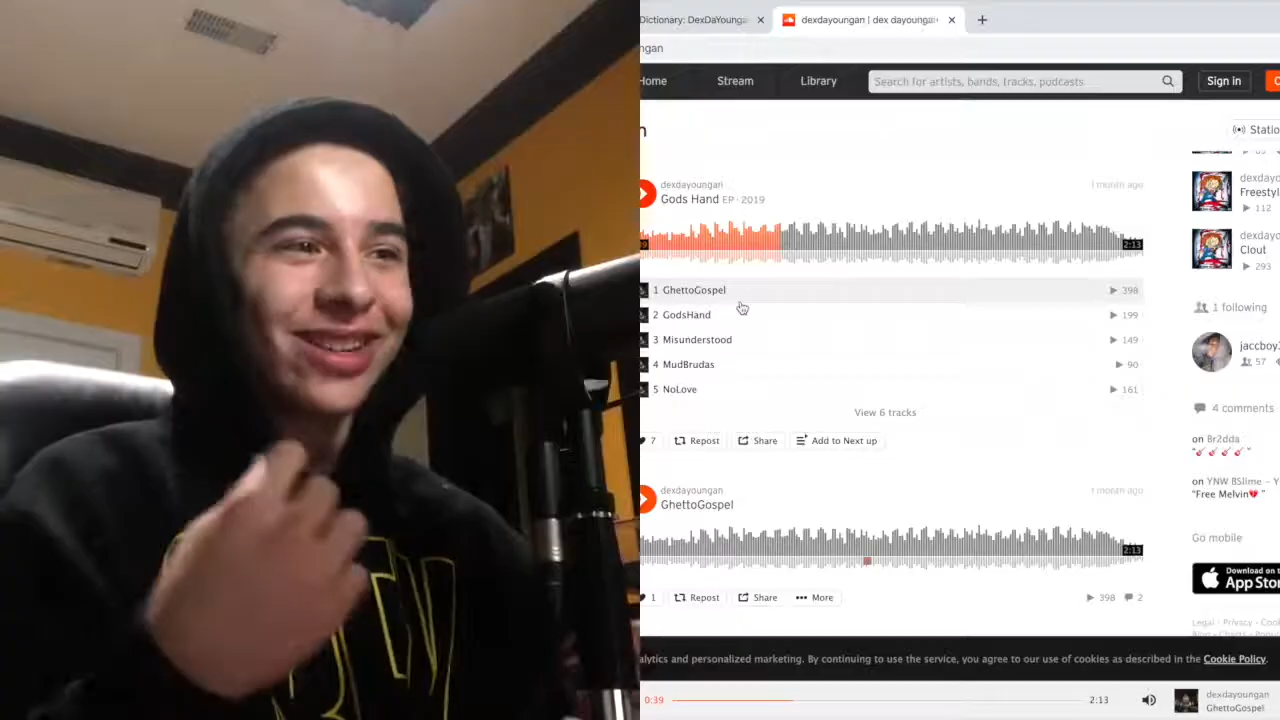 Dictionary: DexDaYounga
dexdayoungan | dex dayoungan
ngan
Home
Stream
Library
Search for artists, bands, tracks, podcasts
Sign in
n
Statio
dexdayoungan
Gods Hand EP · 2019
1 month ago
2:13
1 GhettoGospel
398
2 GodsHand
199
3 Misunderstood
149
4 MudBrudas
90
5 NoLove
161
View 6 tracks
7
Repost
Share
Add to Next up
dexdayoungan
GhettoGospel
1 month ago
2:13
1
Repost
Share
More
398
2
dexdayo
Freestyl
112
dexdayo
Clout
293
1 following
jaccboy3
57
4 comments
on Br2dda
"🎸🎸🎸🎸"
on YNW BSlime – Y
"Free Melvin💔"
Go mobile
Download on t
App Stor
Legal · Privacy · Cook
alytics and personalized marketing. By continuing to use the service, you agree to our use of cookies as described in the Cookie Policy.
0:39
2:13
dexdayoungan
GhettoGospel